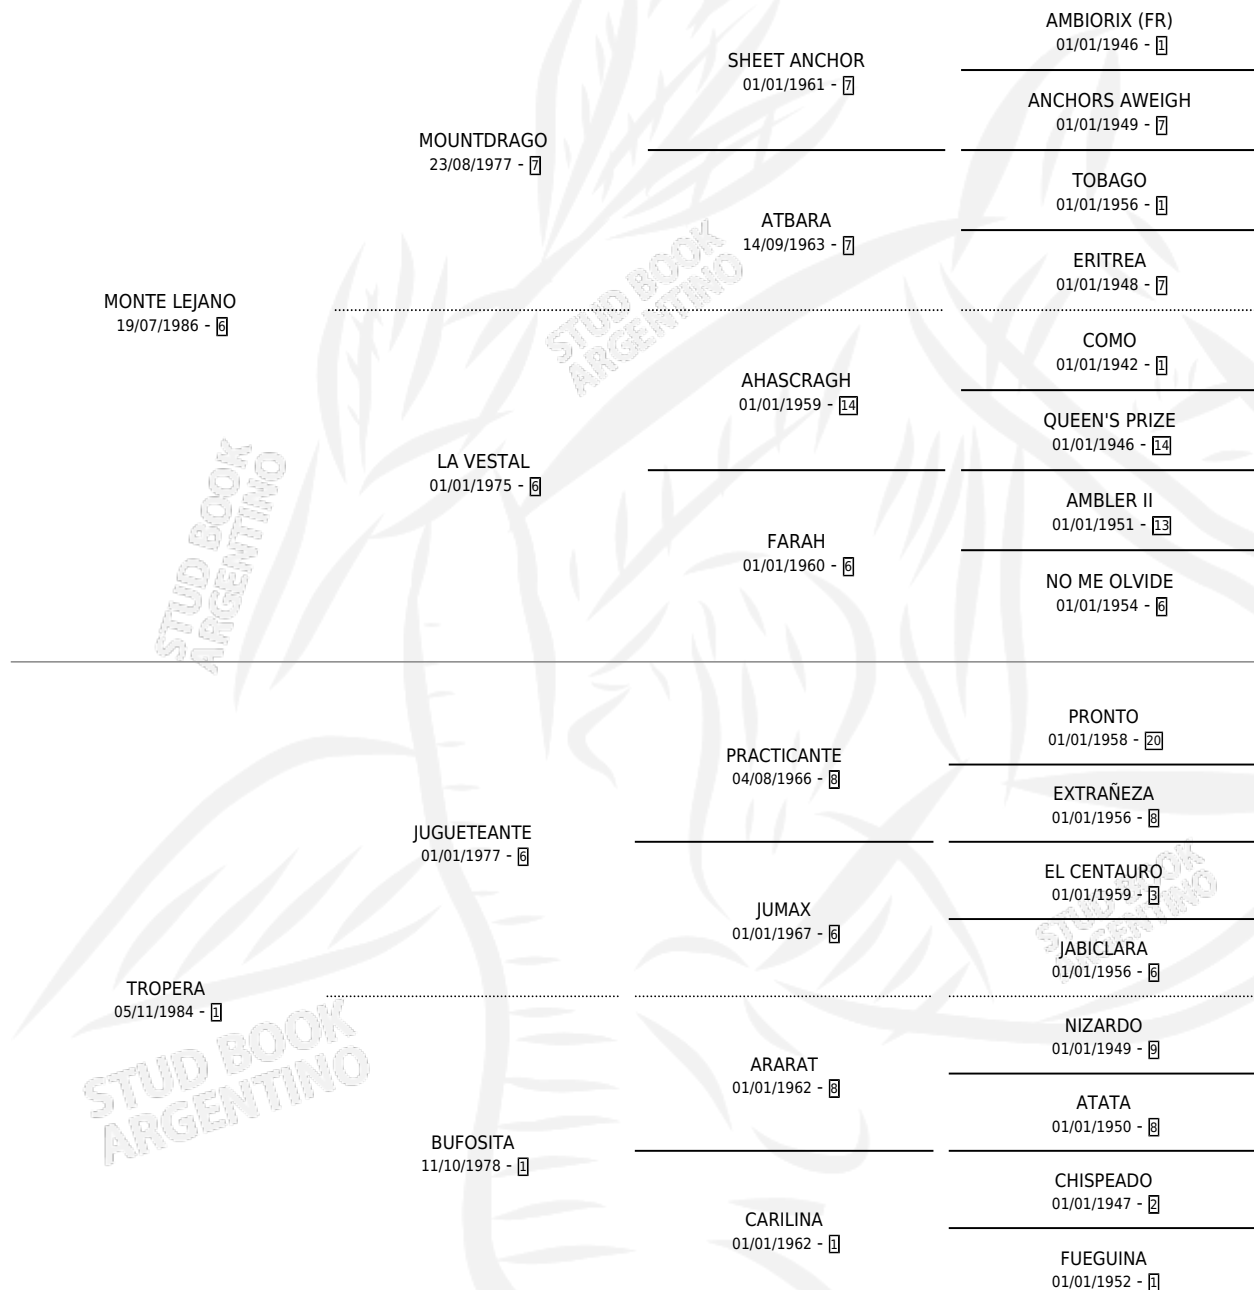 AMBIORIX (FR)
01/01/1946 - 1
SHEET ANCHOR
01/01/1961 - 7
ANCHORS AWEIGH
01/01/1949 - 7
MOUNTDRAGO
23/08/1977 - 7
TOBAGO
01/01/1956 - 1
ATBARA
14/09/1963 - 7
ERITREA
01/01/1948 - 7
MONTE LEJANO
19/07/1986 - 6
COMO
01/01/1942 - 1
AHASCRAGH
01/01/1959 - 14
QUEEN'S PRIZE
01/01/1946 - 14
LA VESTAL
01/01/1975 - 6
AMBLER II
01/01/1951 - 13
FARAH
01/01/1960 - 6
NO ME OLVIDE
01/01/1954 - 6
PRONTO
01/01/1958 - 20
PRACTICANTE
04/08/1966 - 8
EXTRAÑEZA
01/01/1956 - 8
JUGUETEANTE
01/01/1977 - 6
EL CENTAURO
01/01/1959 - 3
JUMAX
01/01/1967 - 6
JABICLARA
01/01/1956 - 6
TROPERA
05/11/1984 - 1
NIZARDO
01/01/1949 - 9
ARARAT
01/01/1962 - 8
ATATA
01/01/1950 - 8
BUFOSITA
11/10/1978 - 1
CHISPEADO
01/01/1947 - 2
CARILINA
01/01/1962 - 1
FUEGUINA
01/01/1952 - 1
STUD BOOK
ARGENTINO
STUD BOOK
ARGENTINO
STUD BOOK
ARGENTINO
STUD BOOK
ARGENTINO